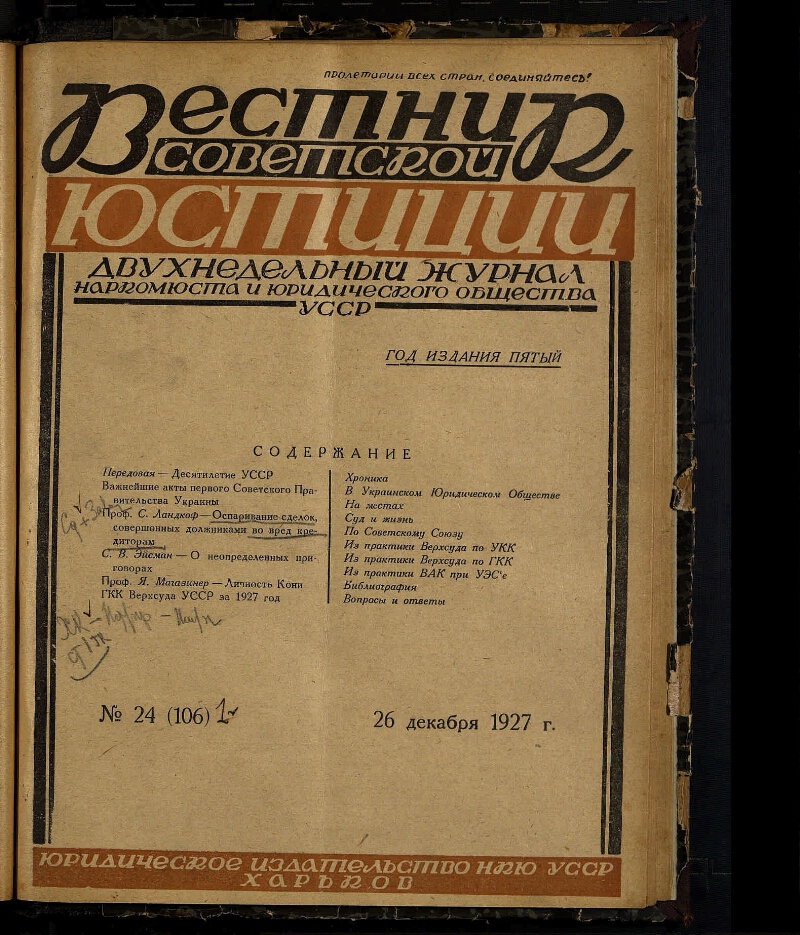 Пролетарии всех стран, соединяйтесь!
Вестник
советской
юстиции
двухнедельный журнал
наркомюста и юридического общества
УССР
ГОД ИЗДАНИЯ ПЯТЫЙ
СОДЕРЖАНИЕ
Передовая — Десятилетие УССР
Важнейшие акты первого Советского Пра-
вительства Украины
Проф. С. Ландкоф — Оспаривание сделок,
совершонных должниками во вред кре-
диторам
С. В. Эйсман — О неопределенных при-
говорах
Проф. Я. Магазинер — Личность Кони
ГКК Верхсуда УССР за 1927 год
Хроника
В Украинском Юридическом Обществе
На местах
Суд и жизнь
По Советскому Союзу
Из практики Верхсуда по УКК
Из практики Верхсуда по ГКК
Из практики ВАК при УЭС'е
Библиография
Вопросы и ответы
№ 24 (106)
26 декабря 1927 г.
Юридическое издательство НКЮ УССР
Харьков